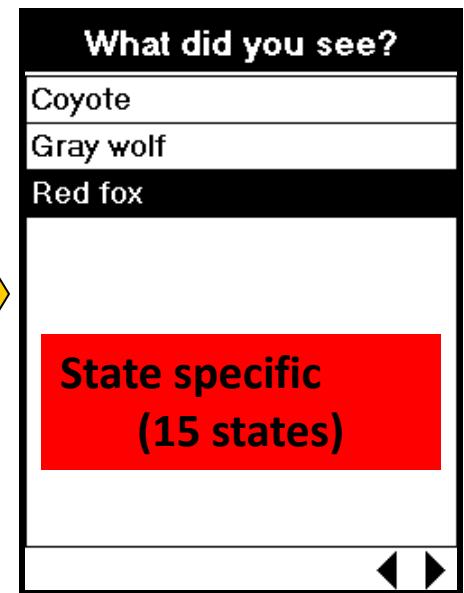 What did you see?
Coyote
Gray wolf
Red fox
State specific
(15 states)